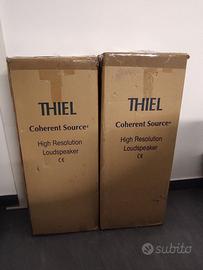 THIEL
Coherent Source®
High Resolution
Loudspeaker
CE
THIEL
Coherent Source®
High Resolution
Loudspeaker
CE
subito